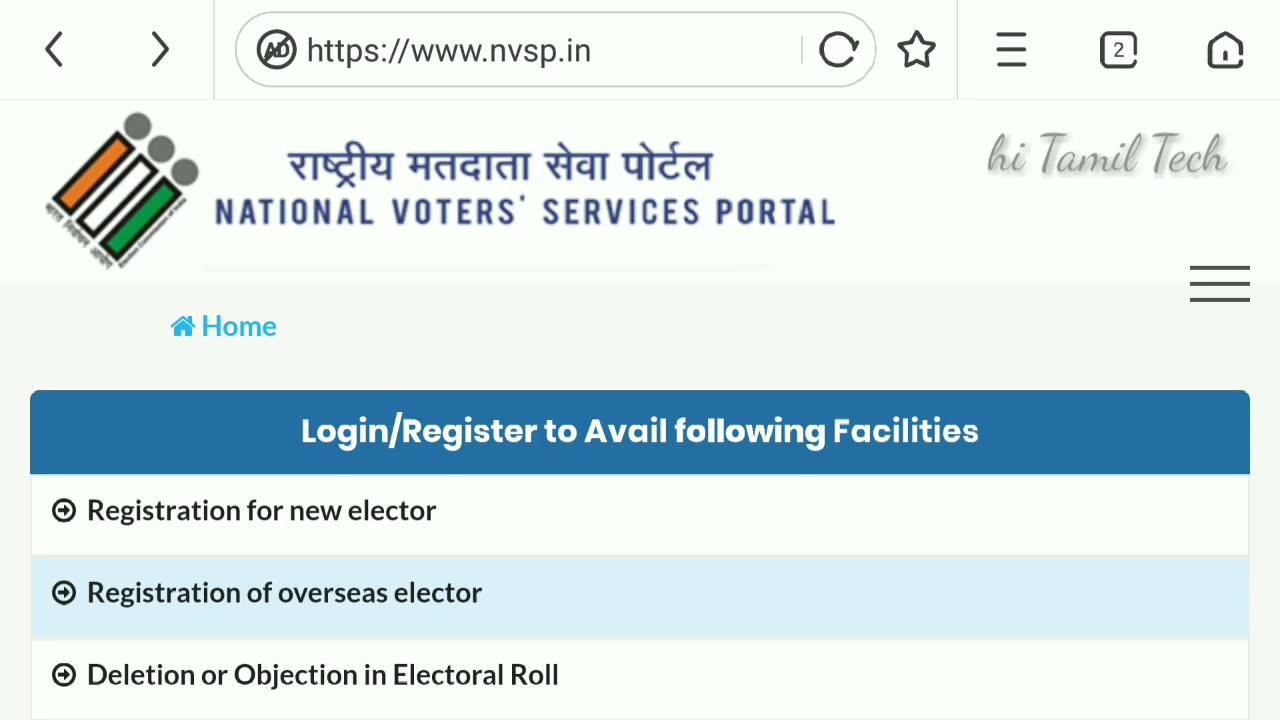 https://www.nvsp.in
2
राष्ट्रीय मतदाता सेवा पोर्टल
NATIONAL VOTERS' SERVICES PORTAL
hi Tamil Tech
Home
Login/Register to Avail following Facilities
Registration for new elector
Registration of overseas elector
Deletion or Objection in Electoral Roll